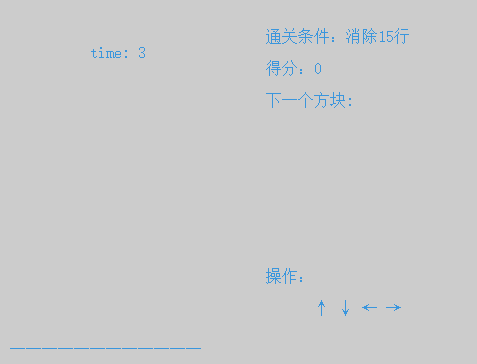 通关条件：消除15行
time: 3
得分：0
下一个方块:
操作：
↑ ↓ ← →
————————————